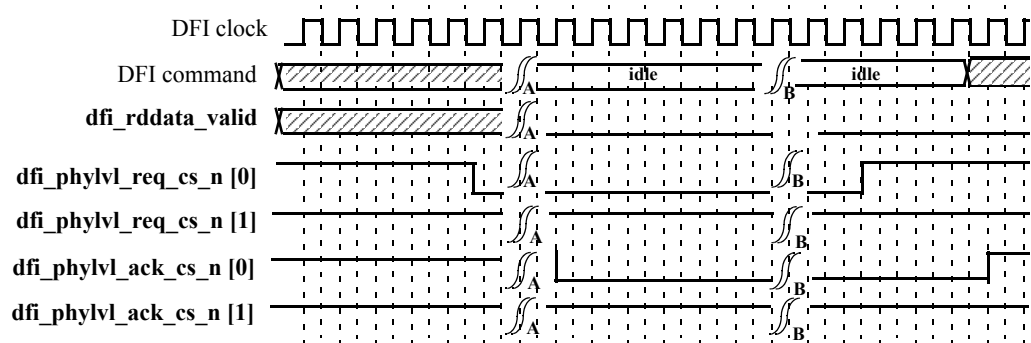 DFI clock
DFI command idle idle
A B
dfi_rddata_valid
A
dfi_phylvl_req_cs_n [0]
A B
dfi_phylvl_req_cs_n [1]
A B
dfi_phylvl_ack_cs_n [0]
A B
dfi_phylvl_ack_cs_n [1]
A B